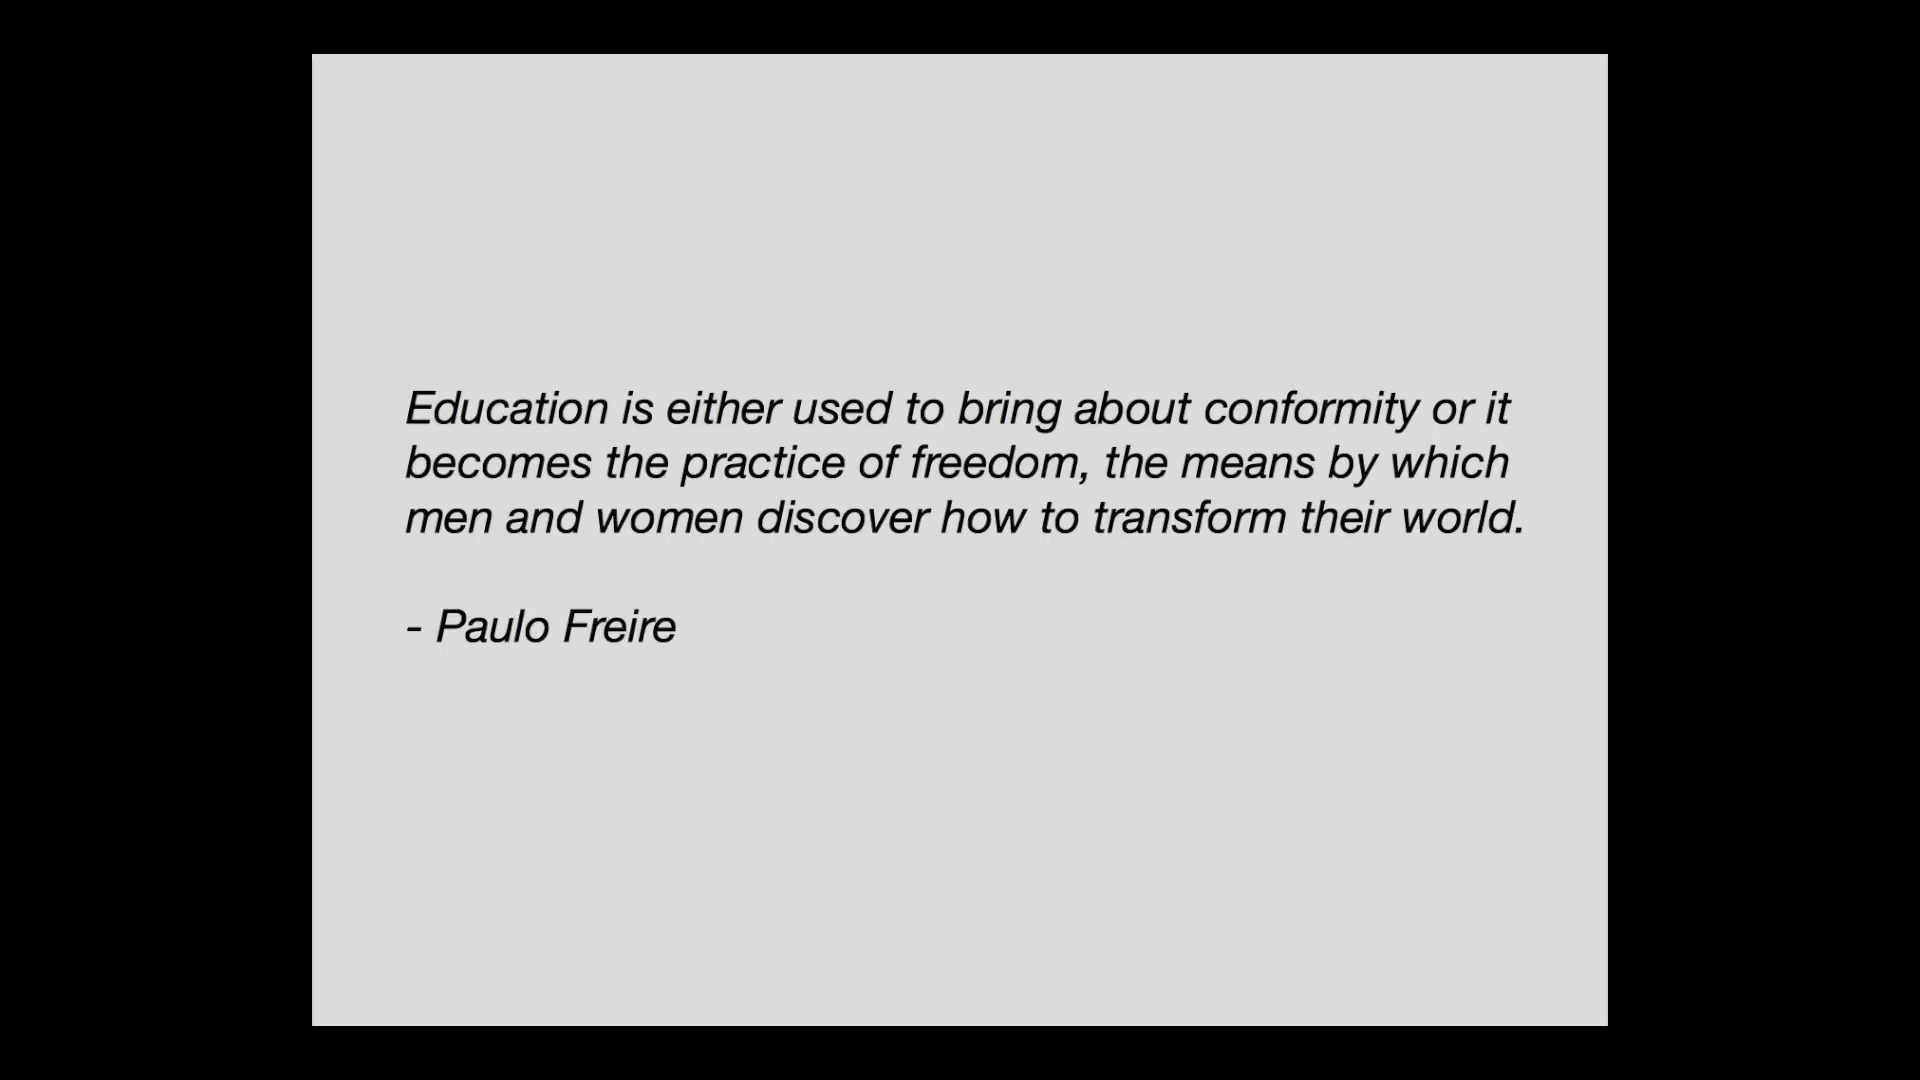 Education is either used to bring about conformity or it
becomes the practice of freedom, the means by which
men and women discover how to transform their world.
- Paulo Freire